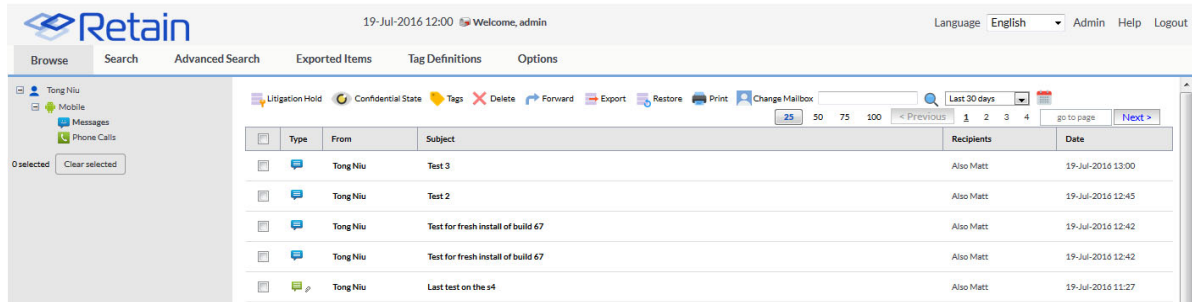 Retain
19-Jul-2016 12:00 Welcome, admin
Language English Admin Help Logout
Browse Search Advanced Search Exported Items Tag Definitions Options
Tong Niu
Mobile
Messages
Phone Calls
0 selected Clear selected
Litigation Hold Confidential State Tags Delete Forward Export Restore Print Change Mailbox Last 30 days
25 50 75 100 < Previous 1 2 3 4 go to page Next >
Type From Subject Recipients Date
Tong Niu Test 3 Also Matt 19-Jul-2016 13:00
Tong Niu Test 2 Also Matt 19-Jul-2016 12:45
Tong Niu Test for fresh install of build 67 Also Matt 19-Jul-2016 12:42
Tong Niu Test for fresh install of build 67 Also Matt 19-Jul-2016 12:42
Tong Niu Last test on the s4 Also Matt 19-Jul-2016 11:27